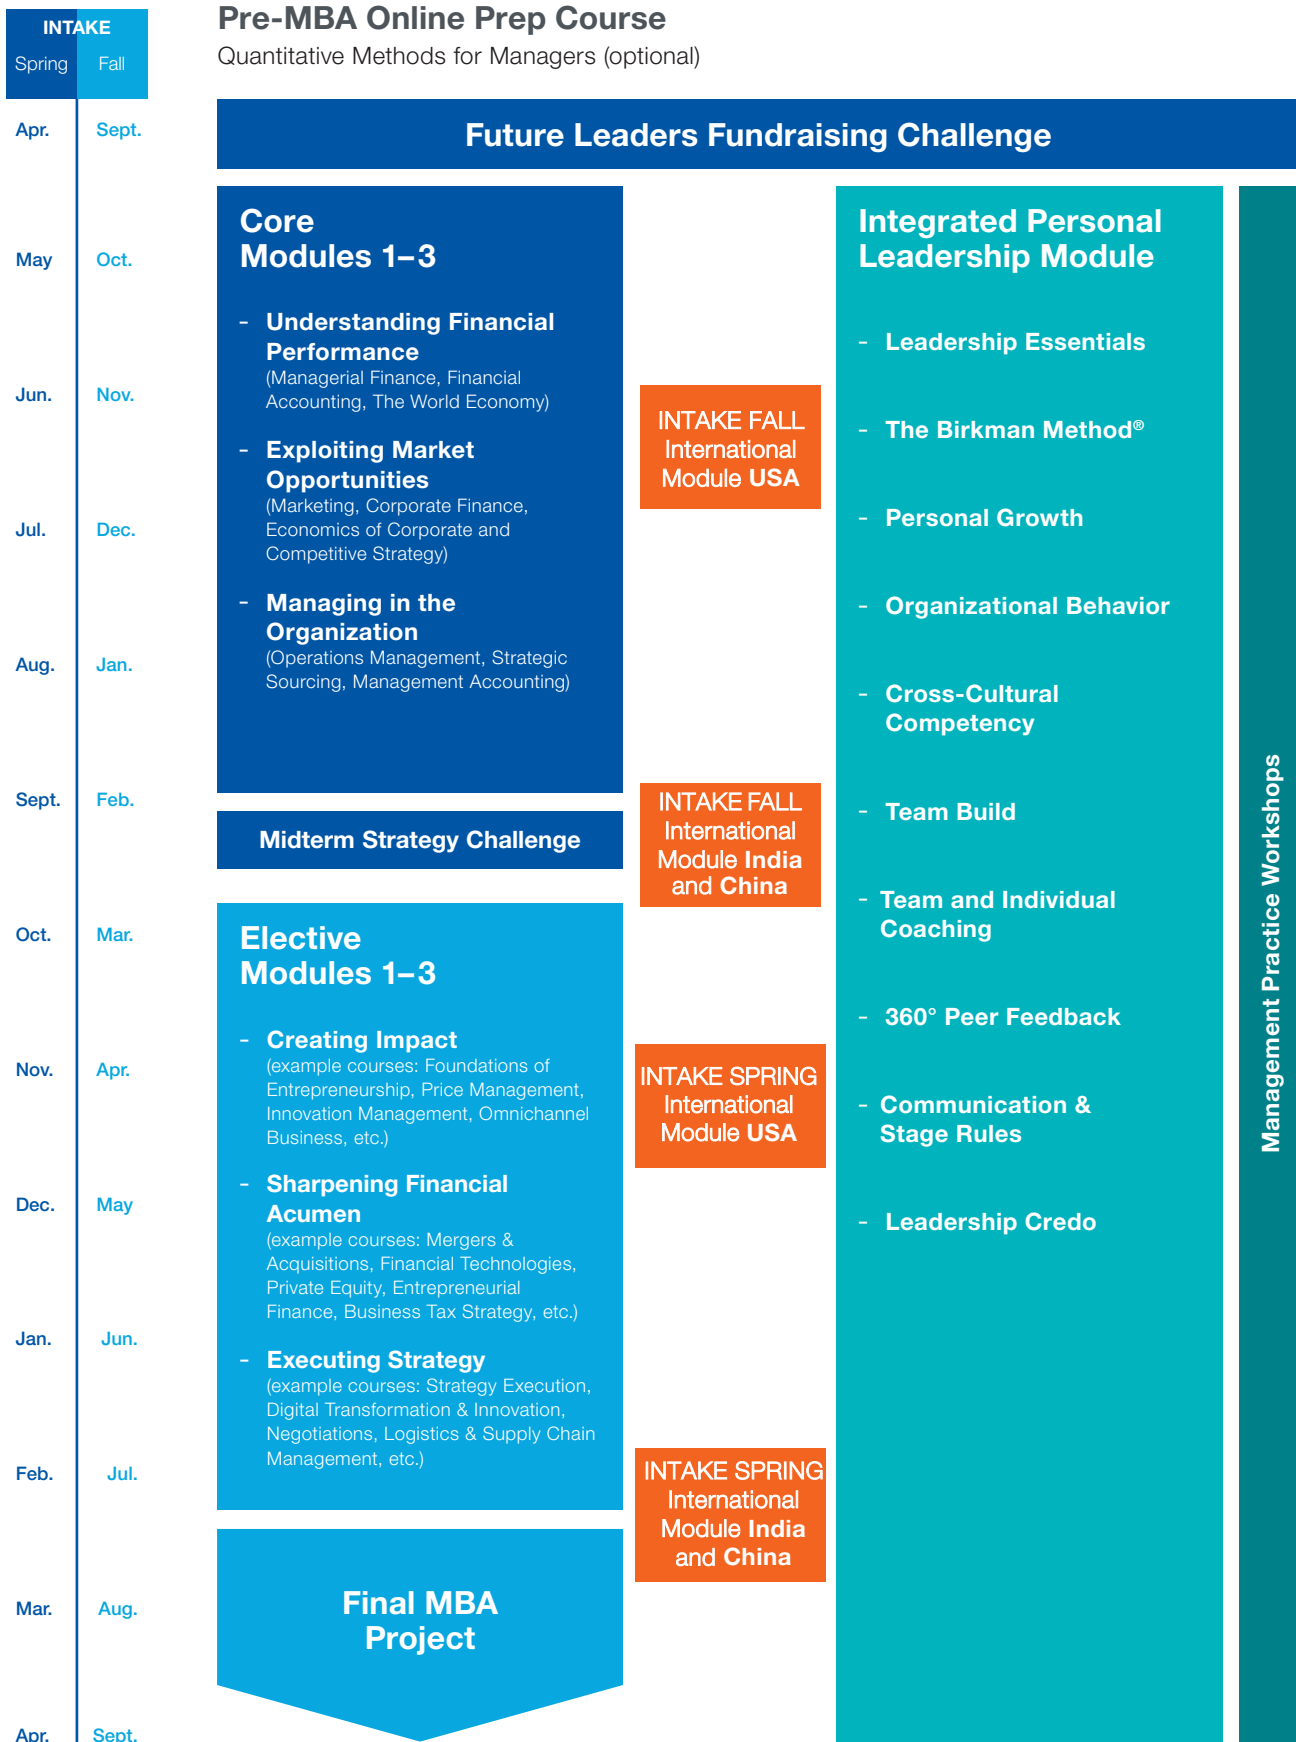 INTAKE
Spring
Fall
Pre-MBA Online Prep Course
Quantitative Methods for Managers (optional)
Apr.
Sept.
May
Oct.
Jun.
Nov.
Jul.
Dec.
Aug.
Jan.
Sept.
Feb.
Oct.
Mar.
Nov.
Apr.
Dec.
May
Jan.
Jun.
Feb.
Jul.
Mar.
Aug.
Apr.
Sept.
Future Leaders Fundraising Challenge
Core
Modules 1–3
- Understanding Financial
Performance
(Managerial Finance, Financial
Accounting, The World Economy)
- Exploiting Market
Opportunities
(Marketing, Corporate Finance,
Economics of Corporate and
Competitive Strategy)
- Managing in the
Organization
(Operations Management, Strategic
Sourcing, Management Accounting)
Midterm Strategy Challenge
Elective
Modules 1–3
- Creating Impact
(example courses: Foundations of
Entrepreneurship, Price Management,
Innovation Management, Omnichannel
Business, etc.)
- Sharpening Financial
Acumen
(example courses: Mergers &
Acquisitions, Financial Technologies,
Private Equity, Entrepreneurial
Finance, Business Tax Strategy, etc.)
- Executing Strategy
(example courses: Strategy Execution,
Digital Transformation & Innovation,
Negotiations, Logistics & Supply Chain
Management, etc.)
Final MBA
Project
INTAKE FALL
International
Module USA
INTAKE FALL
International
Module India
and China
INTAKE SPRING
International
Module USA
INTAKE SPRING
International
Module India
and China
Integrated Personal
Leadership Module
- Leadership Essentials
- The Birkman Method®
- Personal Growth
- Organizational Behavior
- Cross-Cultural
Competency
- Team Build
- Team and Individual
Coaching
- 360° Peer Feedback
- Communication &
Stage Rules
- Leadership Credo
Management Practice Workshops